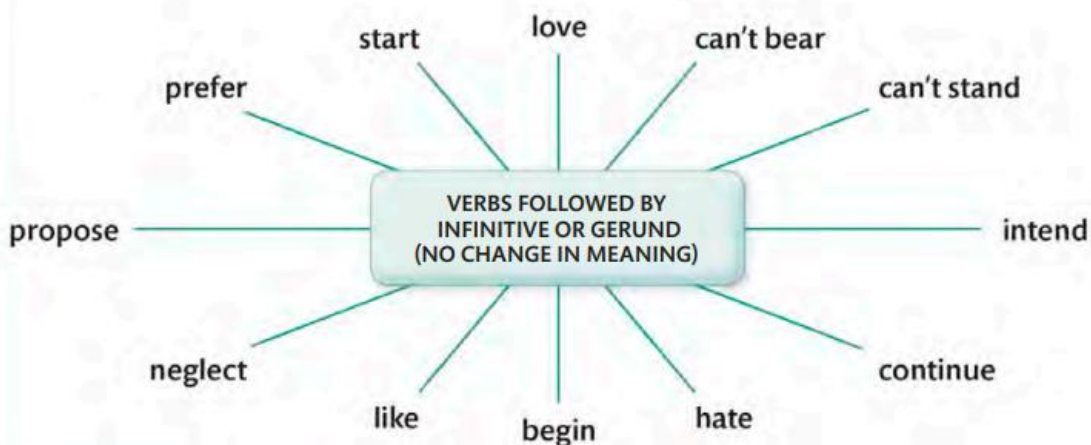 love
start
can't bear
prefer
can't stand
VERBS FOLLOWED BY
INFINITIVE OR GERUND
(NO CHANGE IN MEANING)
propose
intend
neglect
continue
like
begin
hate